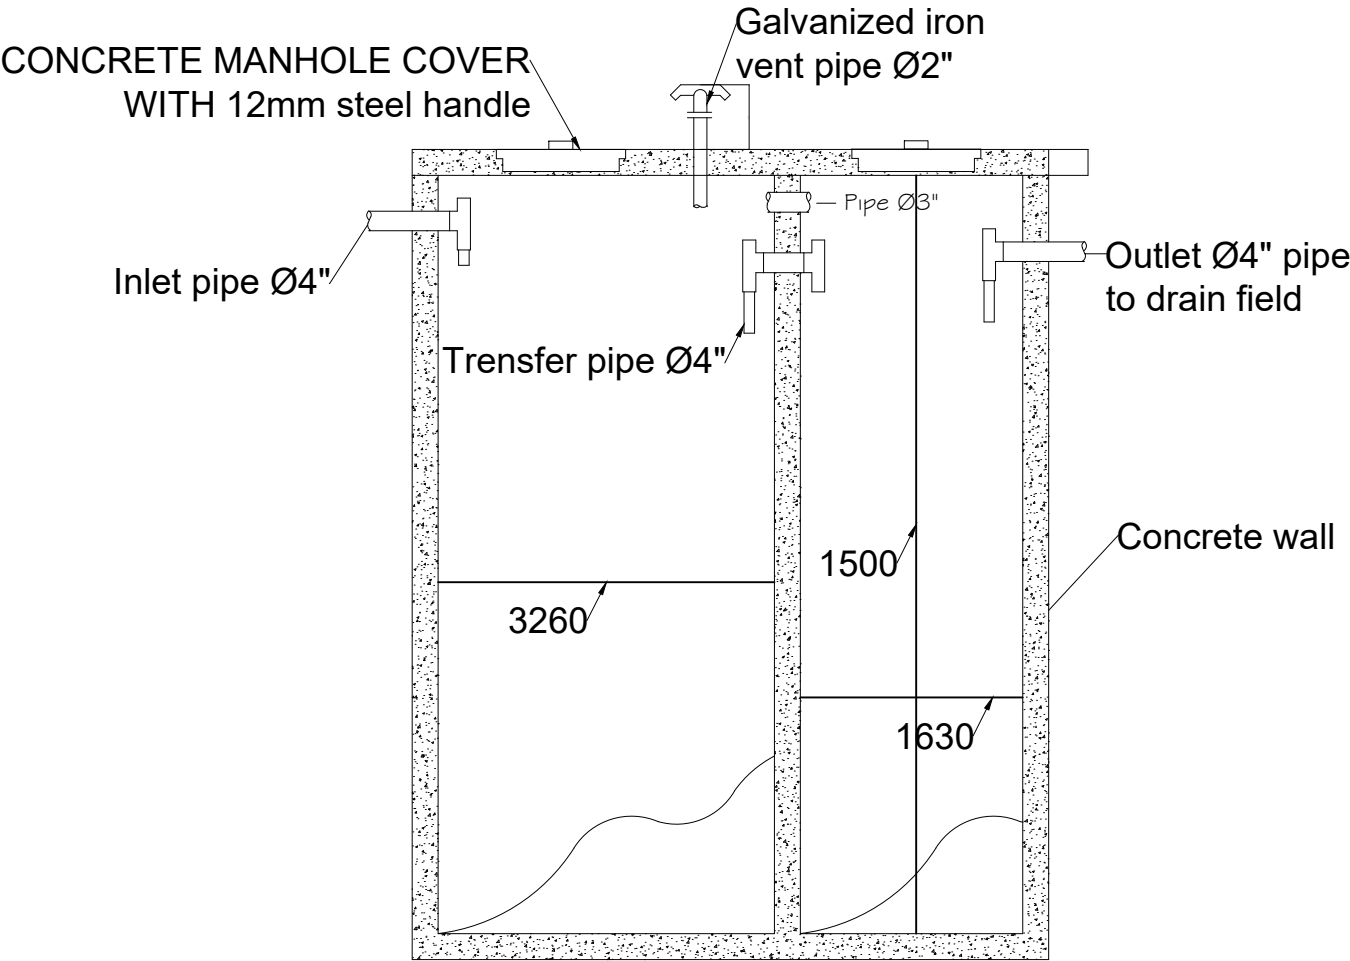 Galvanized iron
vent pipe Ø2"
CONCRETE MANHOLE COVER
WITH 12mm steel handle
Pipe Ø3"
Inlet pipe Ø4"
Outlet Ø4" pipe
to drain field
Trensfer pipe Ø4"
Concrete wall
1500
3260
1630